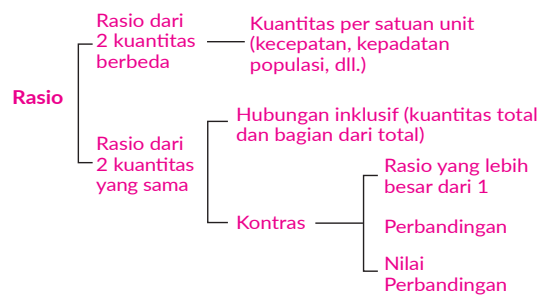 Rasio
Rasio dari
2 kuantitas
berbeda
Kuantitas per satuan unit
(kecepatan, kepadatan
populasi, dll.)
Rasio dari
2 kuantitas
yang sama
Hubungan inklusif (kuantitas total
dan bagian dari total)
Kontras
Rasio yang lebih
besar dari 1
Perbandingan
Nilai
Perbandingan